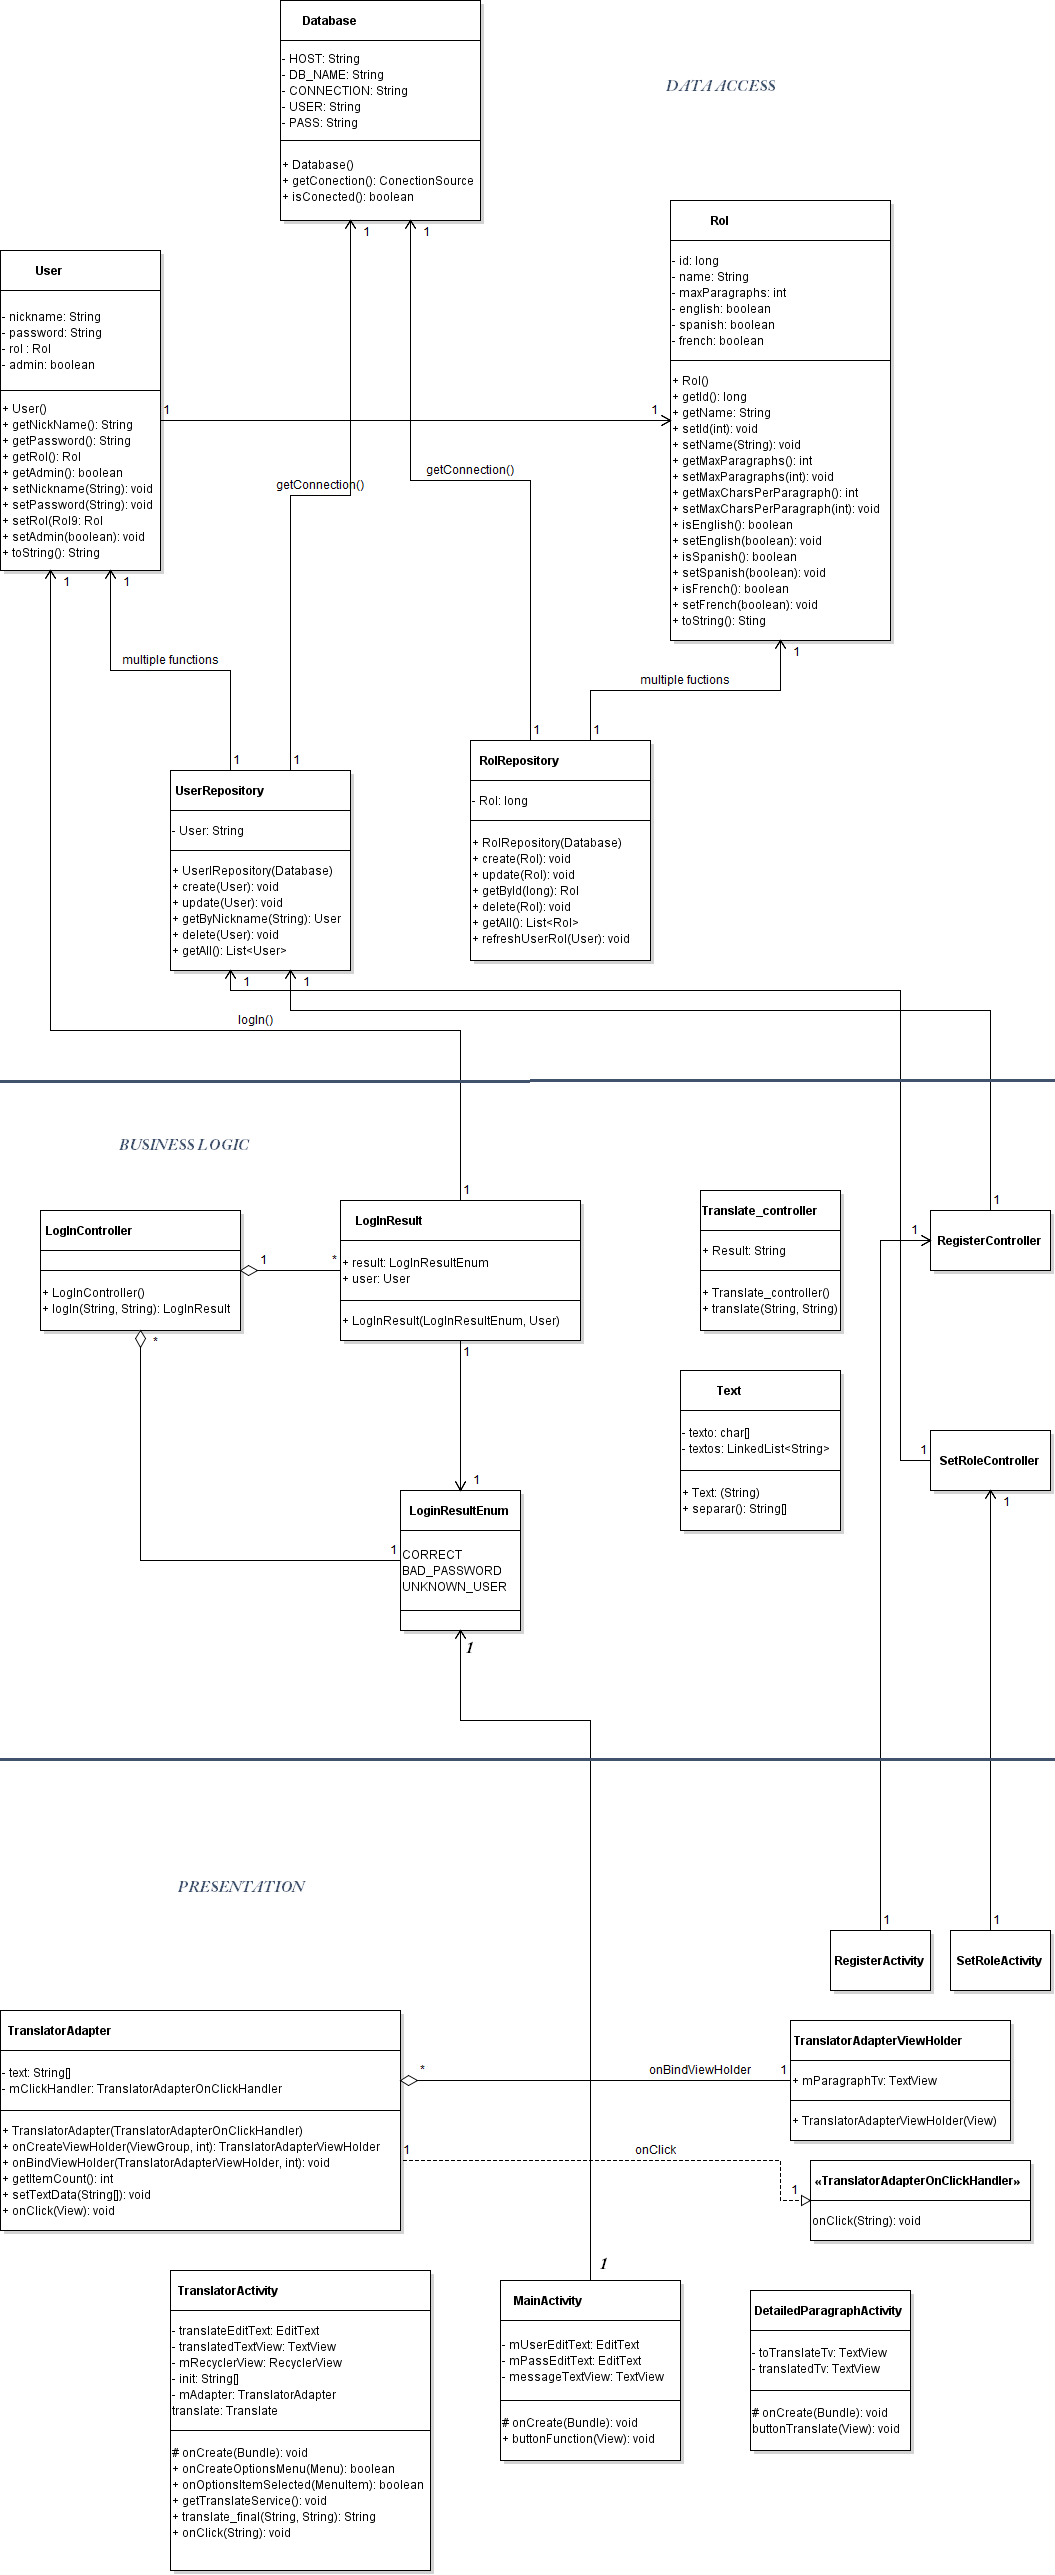 Database
- HOST: String
- DB_NAME: String
- CONNECTION: String
- USER: String
- PASS: String
+ Database()
+ getConection(): ConectionSource
+ isConected(): boolean
1
1
DATA ACCESS
Rol
- id: long
- name: String
- maxParagraphs: int
- english: boolean
- spanish: boolean
- french: boolean
+ Rol()
+ getId(): long
+ getName: String
+ setId(int): void
+ setName(String): void
+ getMaxParagraphs(): int
+ setMaxParagraphs(int): void
+ getMaxCharsPerParagraph(): int
+ setMaxCharsPerParagraph(int): void
+ isEnglish(): boolean
+ setEnglish(boolean): void
+ isSpanish(): boolean
+ setSpanish(boolean): void
+ isFrench(): boolean
+ setFrench(boolean): void
+ toString(): Sting
1
User
- nickname: String
- password: String
- rol : Rol
- admin: boolean
+ User()
+ getNickName(): String
+ getPassword(): String
+ getRol(): Rol
+ getAdmin(): boolean
+ setNickname(String): void
+ setPassword(String): void
+ setRol(Rol9: Rol
+ setAdmin(boolean): void
+ toString(): String
1
1
1
1
getConnection()
getConnection()
multiple functions
multiple fuctions
1
1
1
1
UserRepository
- User: String
+ UserlRepository(Database)
+ create(User): void
+ update(User): void
+ getByNickname(String): User
+ delete(User): void
+ getAll(): List<User>
1
1
RolRepository
- Rol: long
+ RolRepository(Database)
+ create(Rol): void
+ update(Rol): void
+ getById(long): Rol
+ delete(Rol): void
+ getAll(): List<Rol>
+ refreshUserRol(User): void
logIn()
BUSINESS LOGIC
LogInController
+ LogInController()
+ logIn(String, String): LogInResult
1
*
*
1
LogInResult
+ result: LogInResultEnum
+ user: User
+ LogInResult(LogInResultEnum, User)
1
1
LoginResultEnum
CORRECT
BAD_PASSWORD
UNKNOWN_USER
1
1
Translate_controller
+ Result: String
+ Translate_controller()
+ translate(String, String)
Text
- texto: char[]
- textos: LinkedList<String>
+ Text: (String)
+ separar(): String[]
1
1
RegisterController
1
SetRoleController
1
PRESENTATION
1
RegisterActivity
1
SetRoleActivity
TranslatorAdapter
- text: String[]
- mClickHandler: TranslatorAdapterOnClickHandler
+ TranslatorAdapter(TranslatorAdapterOnClickHandler)
+ onCreateViewHolder(ViewGroup, int): TranslatorAdapterViewHolder
+ onBindViewHolder(TranslatorAdapterViewHolder, int): void
+ getItemCount(): int
+ setTextData(String[]): void
+ onClick(View): void
*
onBindViewHolder
1
TranslatorAdapterViewHolder
+ mParagraphTv: TextView
+ TranslatorAdapterViewHolder(View)
1
onClick
1
«TranslatorAdapterOnClickHandler»
onClick(String): void
TranslatorActivity
- translateEditText: EditText
- translatedTextView: TextView
- mRecyclerView: RecyclerView
- init: String[]
- mAdapter: TranslatorAdapter
translate: Translate
# onCreate(Bundle): void
+ onCreateOptionsMenu(Menu): boolean
+ onOptionsItemSelected(MenuItem): boolean
+ getTranslateService(): void
+ translate_final(String, String): String
+ onClick(String): void
1
MainActivity
- mUserEditText: EditText
- mPassEditText: EditText
- messageTextView: TextView
# onCreate(Bundle): void
+ buttonFunction(View): void
DetailedParagraphActivity
- toTranslateTv: TextView
- translatedTv: TextView
# onCreate(Bundle): void
buttonTranslate(View): void